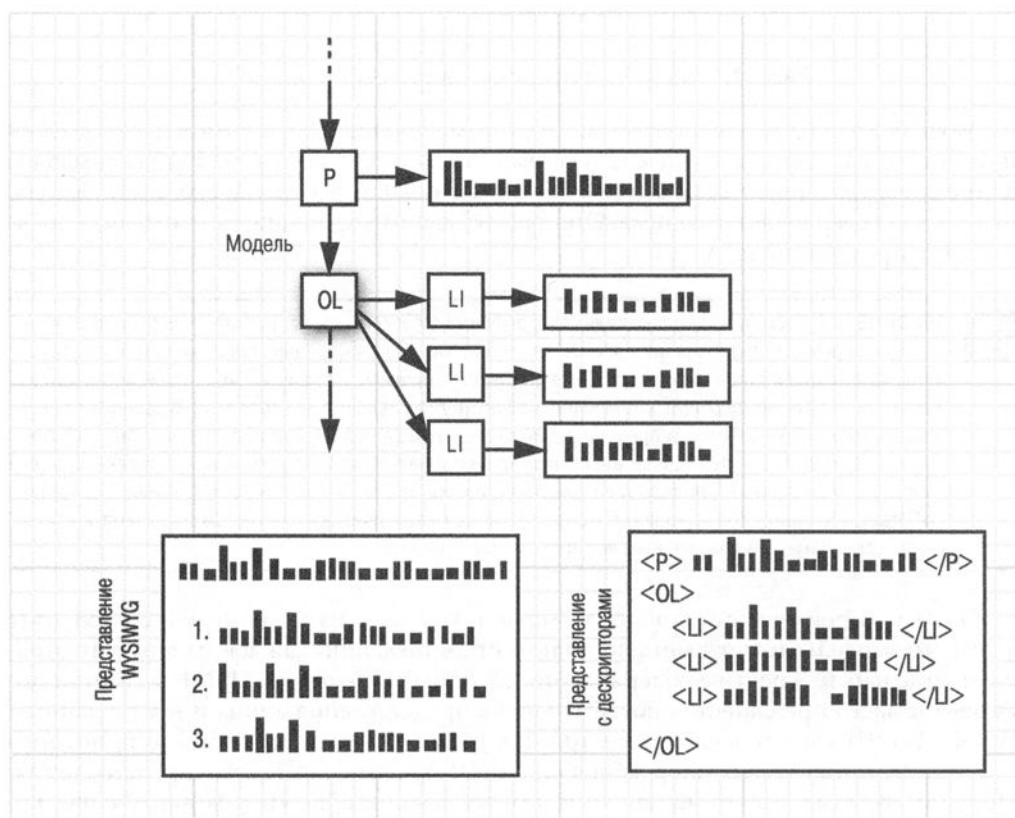 P
Модель
OL
LI
LI
LI
Представление
WYSIWYG
1.
2.
3.
Представление
с дескрипторами
<P> </P>
<OL>
<LI> </LI>
<LI> </LI>
<LI> </LI>
</OL>